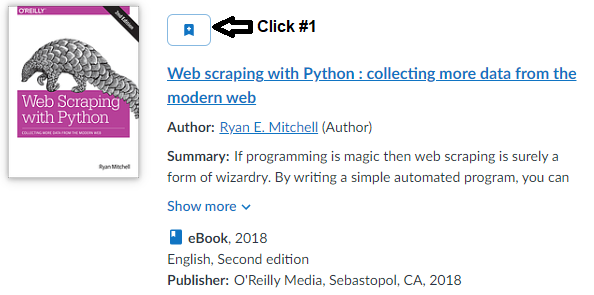 O'REILLY®
2nd Edition
Web Scraping
with Python
COLLECTING MORE DATA FROM THE MODERN WEB
Ryan Mitchell
Click #1
Web scraping with Python : collecting more data from the
modern web
Author: Ryan E. Mitchell (Author)
Summary: If programming is magic then web scraping is surely a
form of wizardry. By writing a simple automated program, you can
Show more
eBook, 2018
English, Second edition
Publisher: O'Reilly Media, Sebastopol, CA, 2018